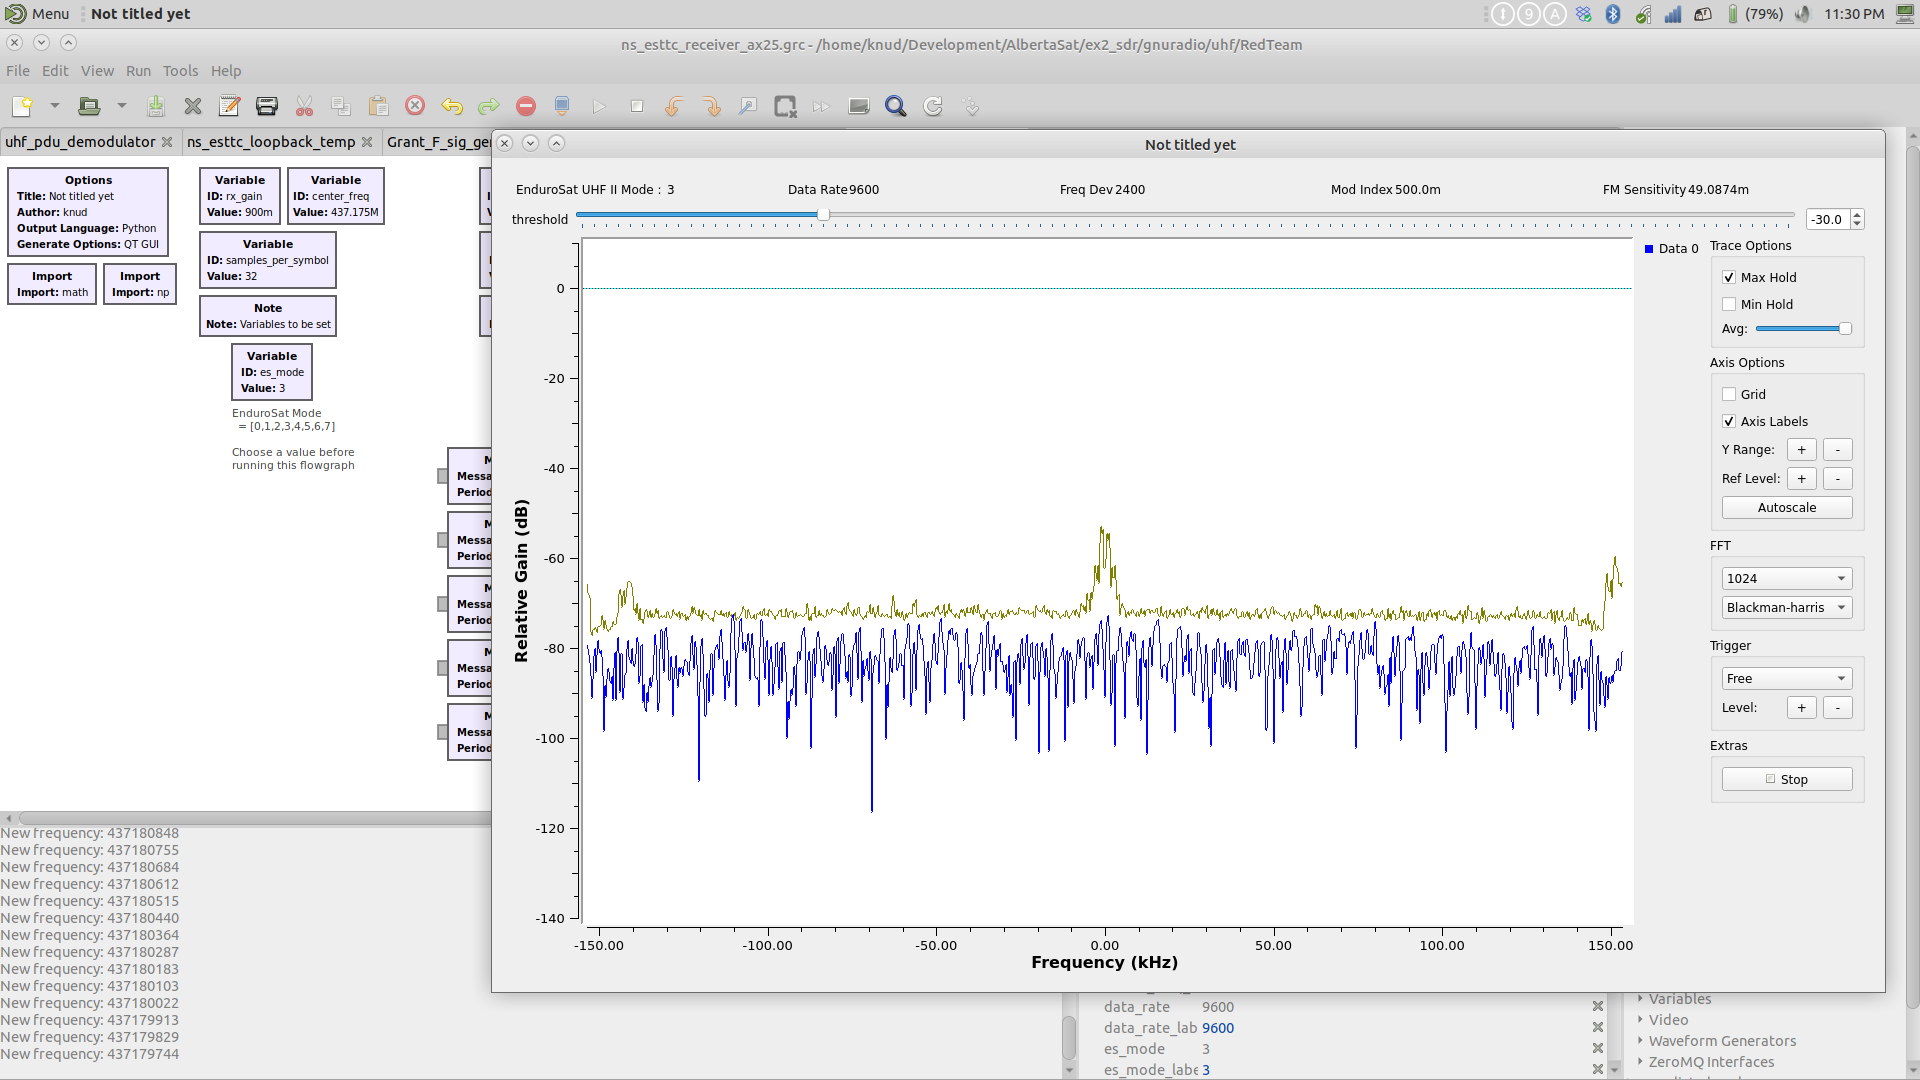 Menu
Not titled yet
(79%)
11:30 PM
ns_esttc_receiver_ax25.grc - /home/knud/Development/AlbertaSat/ex2_sdr/gnuradio/uhf/RedTeam
File Edit View Run Tools Help
uhf_pdu_demodulator
ns_esttc_loopback_temp
Grant_F_sig_ge
Options
Title: Not titled yet
Author: knud
Output Language: Python
Generate Options: QT GUI
Import
Import: math
Import
Import: np
Variable
ID: rx_gain
Value: 900m
Variable
ID: center_freq
Value: 437.175M
Variable
ID: samples_per_symbol
Value: 32
Note
Note: Variables to be set
Variable
ID: es_mode
Value: 3
EnduroSat Mode
= [0,1,2,3,4,5,6,7]
Choose a value before
running this flowgraph
M
Messa
Period
M
Messa
Period
M
Messa
Period
M
Messa
Period
M
Messa
Period
Not titled yet
EnduroSat UHF II Mode : 3
Data Rate 9600
Freq Dev 2400
Mod Index 500.0m
FM Sensitivity 49.0874m
threshold
-30.0
Data 0
Relative Gain (dB)
0
-20
-40
-60
-80
-100
-120
-140
-150.00
-100.00
-50.00
0.00
50.00
100.00
150.00
Frequency (kHz)
Trace Options
Max Hold
Min Hold
Avg:
Axis Options
Grid
Axis Labels
Y Range: + -
Ref Level: + -
Autoscale
FFT
1024
Blackman-harris
Trigger
Free
Level: + -
Extras
Stop
New frequency: 437180848
New frequency: 437180755
New frequency: 437180684
New frequency: 437180612
New frequency: 437180515
New frequency: 437180440
New frequency: 437180364
New frequency: 437180287
New frequency: 437180183
New frequency: 437180103
New frequency: 437180022
New frequency: 437179913
New frequency: 437179829
New frequency: 437179744
data_rate 9600
data_rate_lab 9600
es_mode 3
es_mode_labe 3
Variables
Video
Waveform Generators
ZeroMQ Interfaces